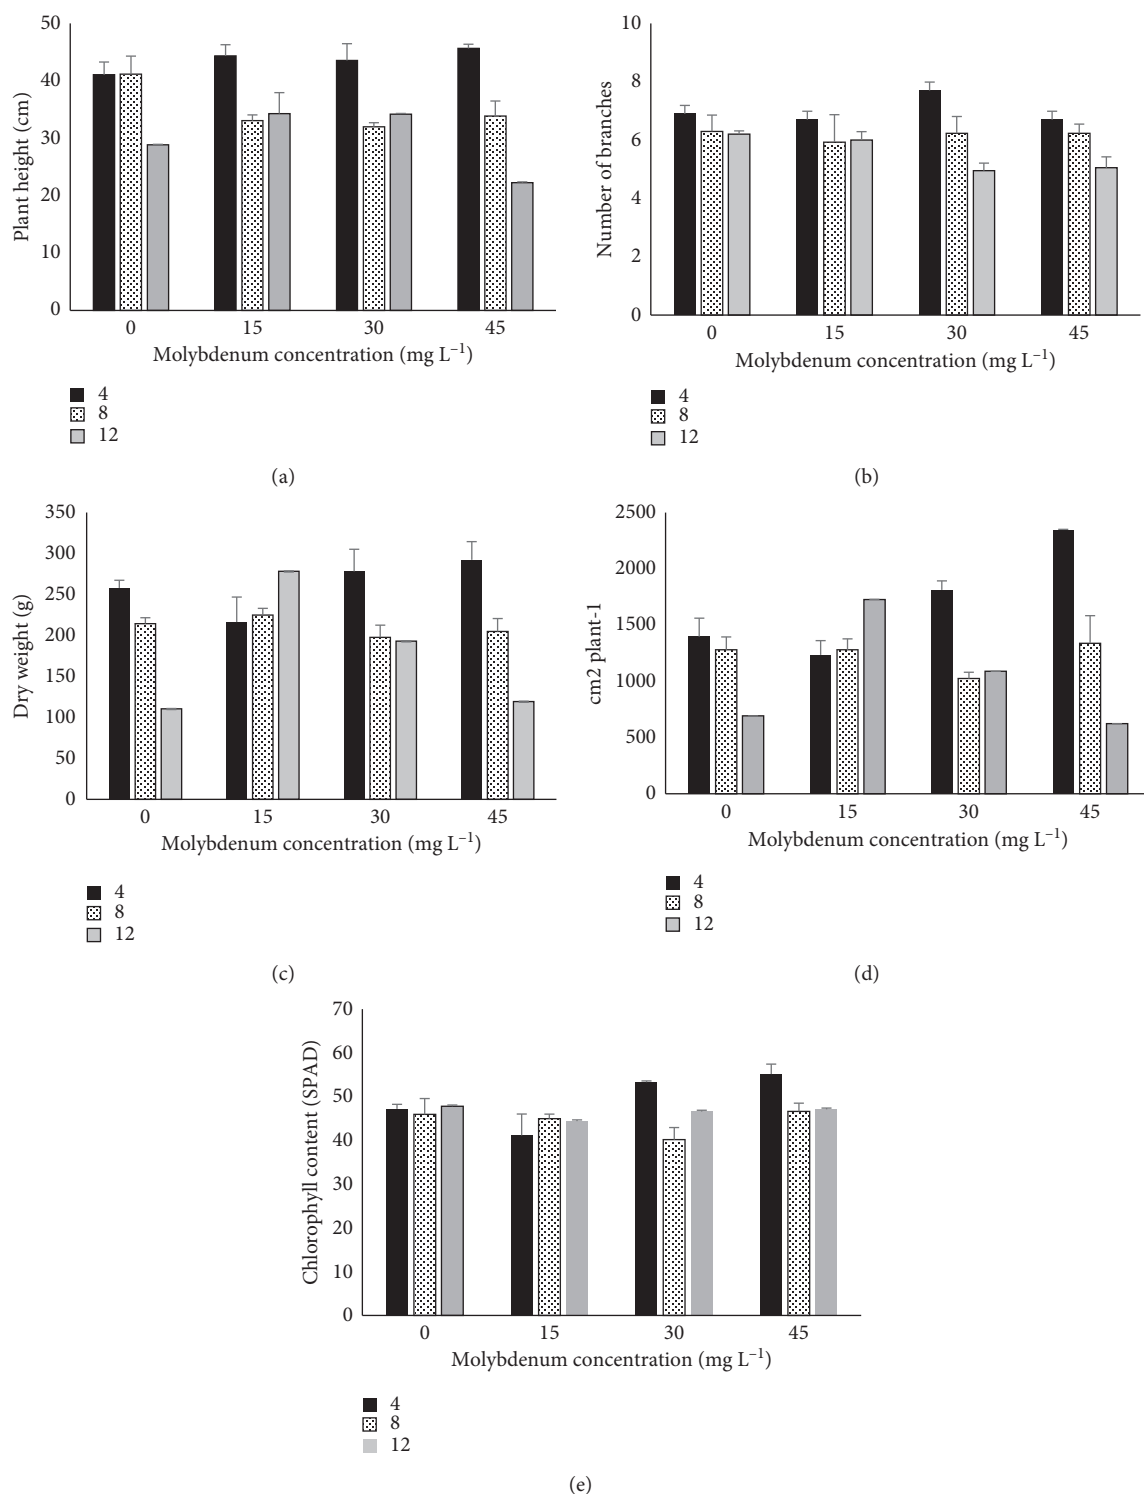 Plant height (cm)
50
40
30
20
10
0
0 15 30 45
Molybdenum concentration (mg L⁻¹)
4
8
12
(a)
Number of branches
10
8
6
4
2
0
0 15 30 45
Molybdenum concentration (mg L⁻¹)
4
8
12
(b)
Dry weight (g)
350
300
250
200
150
100
50
0
0 15 30 45
Molybdenum concentration (mg L⁻¹)
4
8
12
(c)
cm2 plant-1
2500
2000
1500
1000
500
0
0 15 30 45
Molybdenum concentration (mg L⁻¹)
4
8
12
(d)
Chlorophyll content (SPAD)
70
60
50
40
30
20
10
0
0 15 30 45
Molybdenum concentration (mg L⁻¹)
4
8
12
(e)